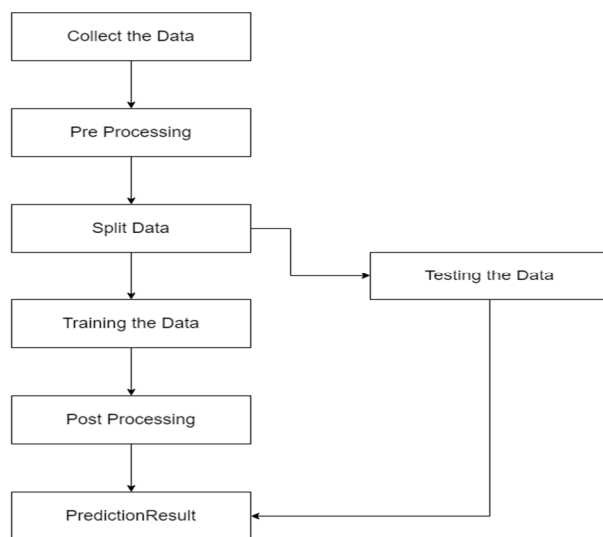 Collect the Data
Pre Processing
Split Data
Testing the Data
Training the Data
Post Processing
PredictionResult